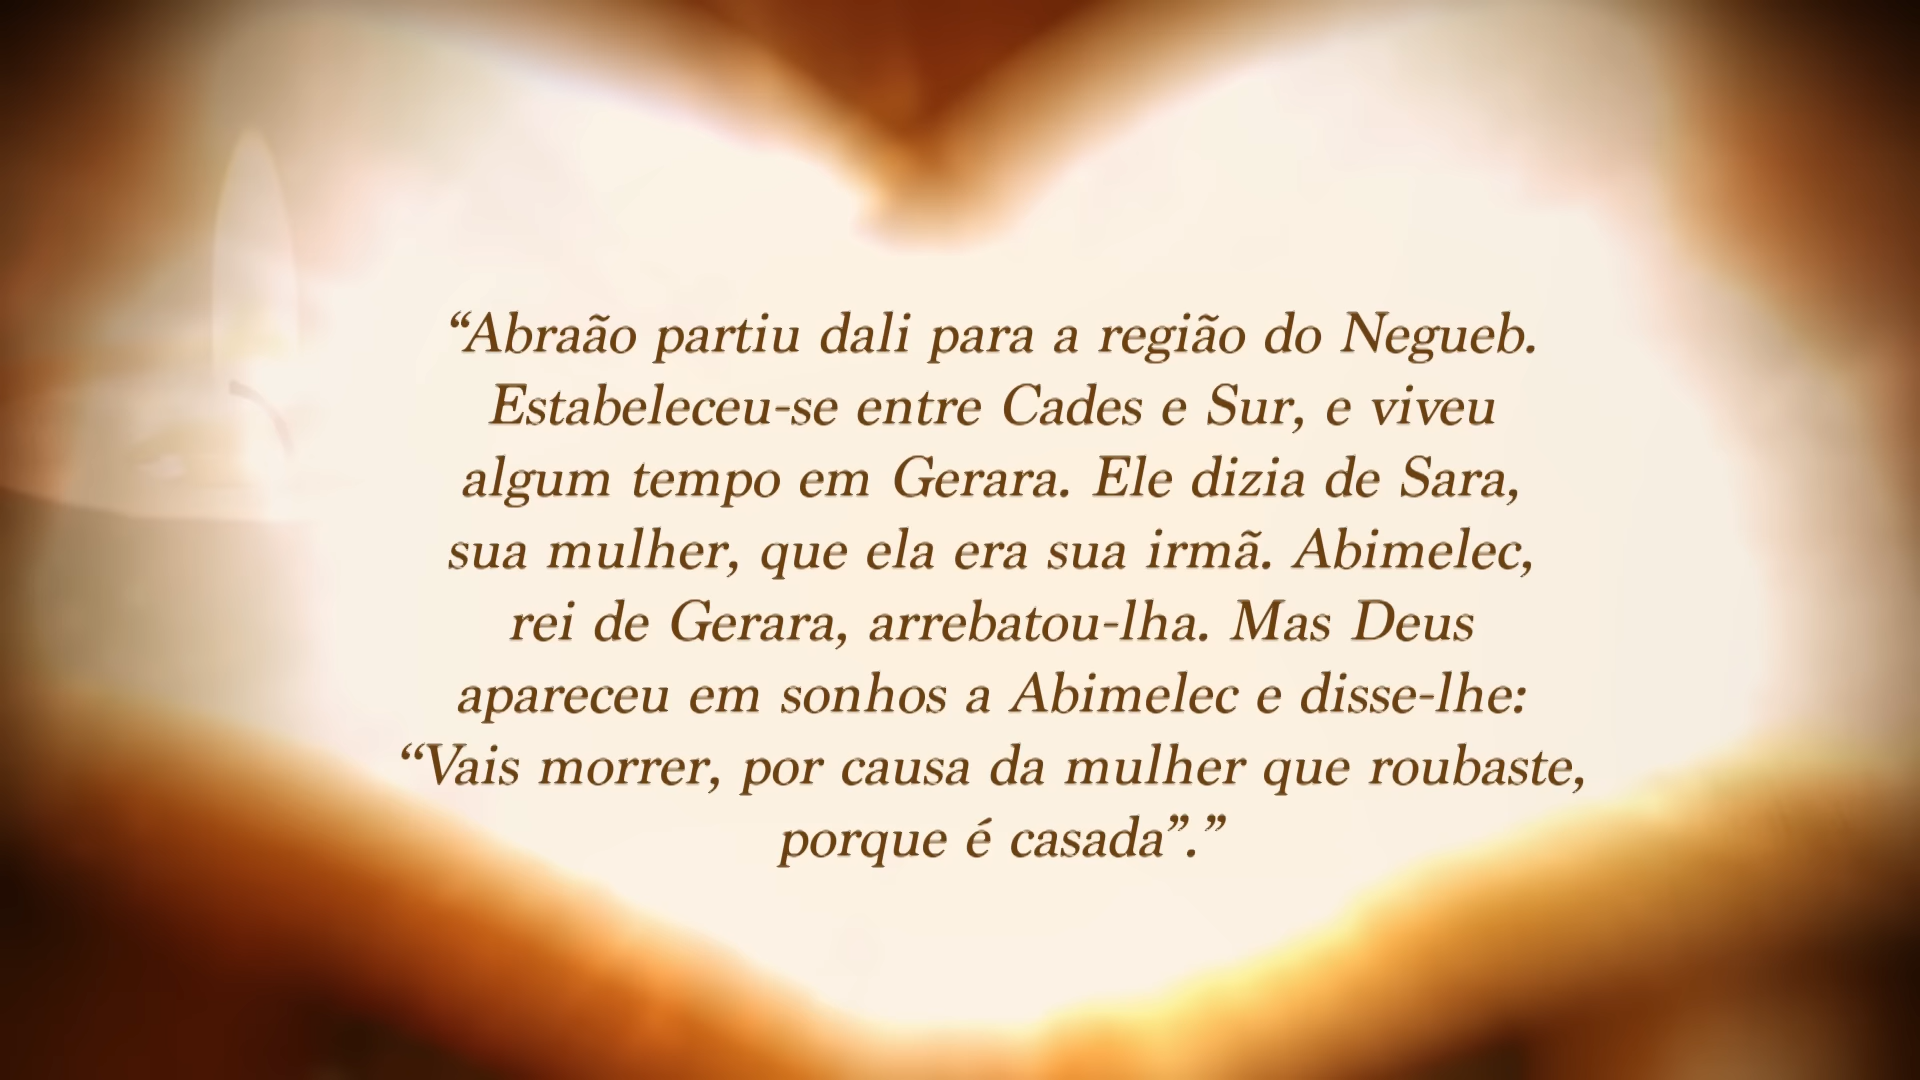 “Abraão partiu dali para a região do Negueb.
Estabeleceu-se entre Cades e Sur, e viveu
algum tempo em Gerara. Ele dizia de Sara,
sua mulher, que ela era sua irmã. Abimelec,
rei de Gerara, arrebatou-lha. Mas Deus
apareceu em sonhos a Abimelec e disse-lhe:
“Vais morrer, por causa da mulher que roubaste,
porque é casada”.”